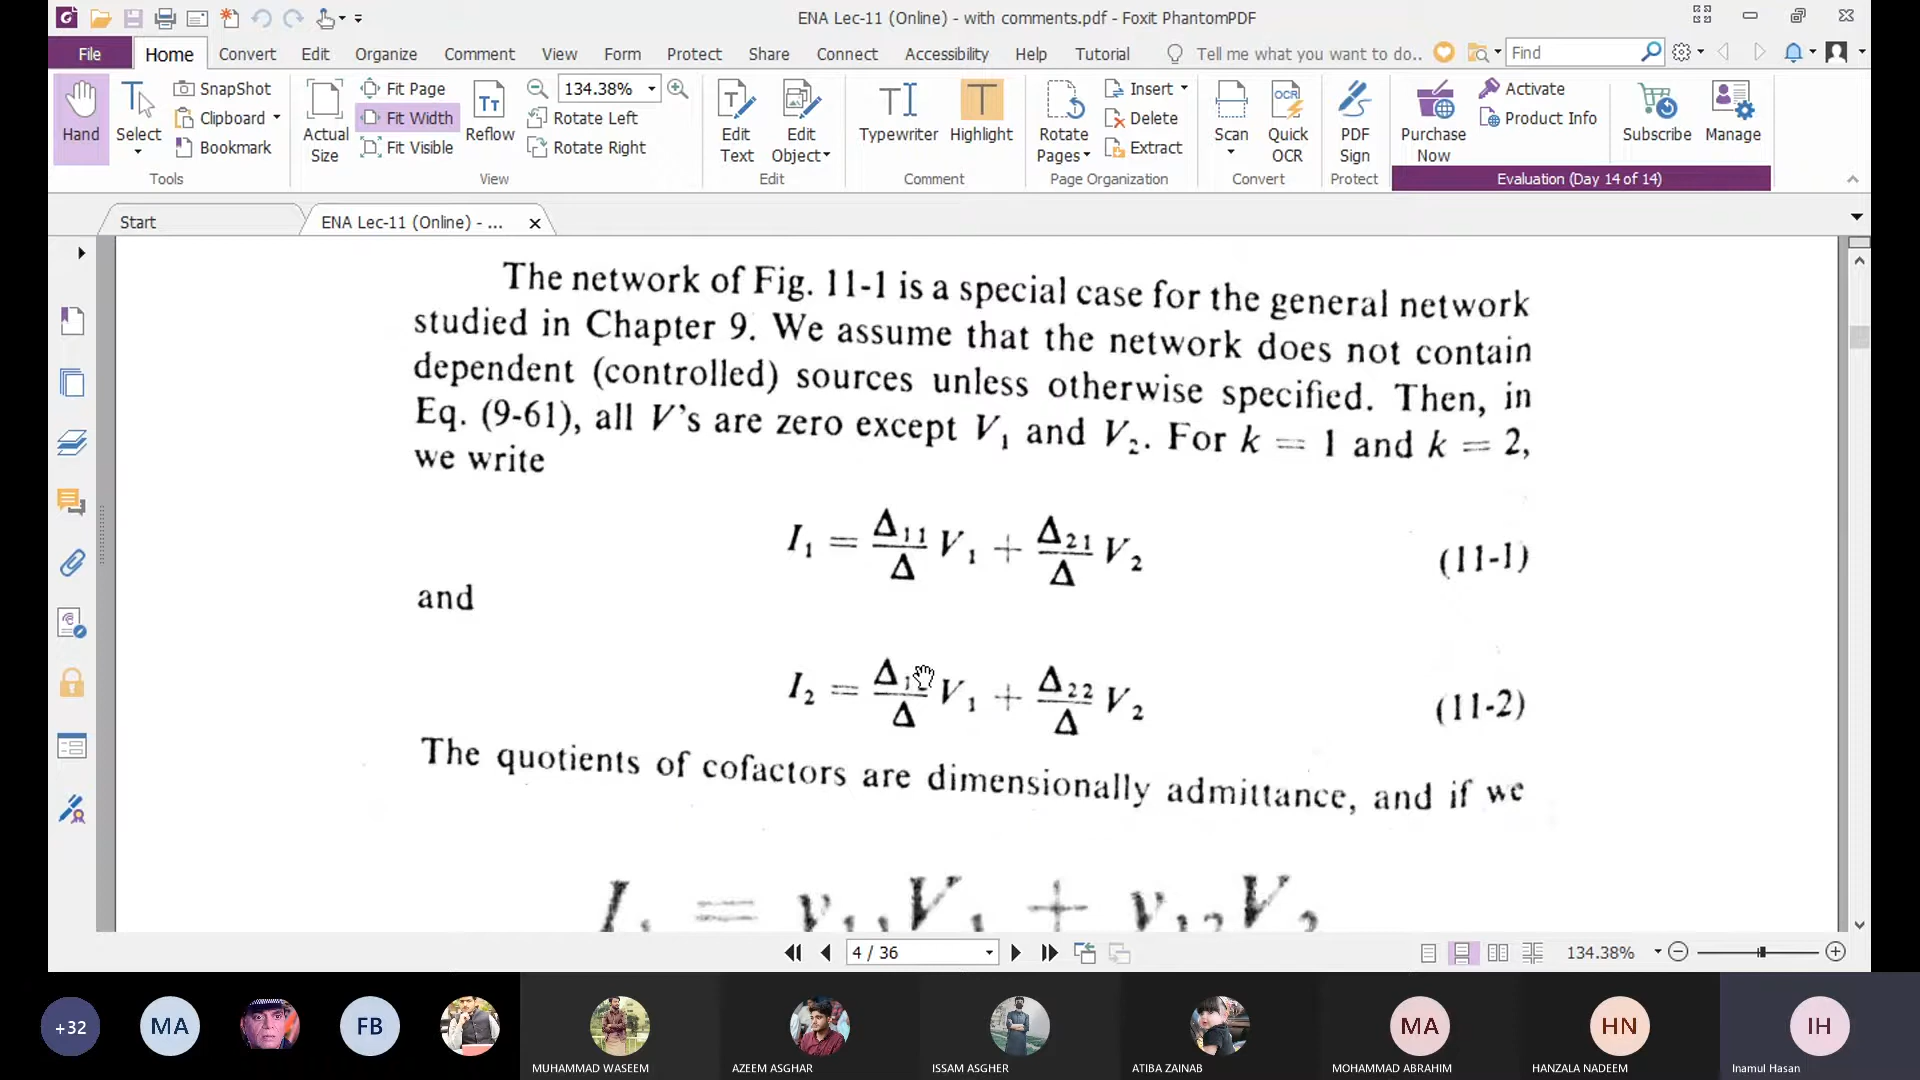 ENA Lec-11 (Online) - with comments.pdf - Foxit PhantomPDF
File Home Convert Edit Organize Comment View Form Protect Share Connect Accessibility Help Tutorial Tell me what you want to do.. Find
Hand
Select
SnapShot
Clipboard
Bookmark
Tools
Actual Size
Fit Page
Fit Width
Fit Visible
Reflow
134.38%
Rotate Left
Rotate Right
View
Edit Text
Edit Object
Edit
Typewriter
Highlight
Comment
Rotate Pages
Insert
Delete
Extract
Page Organization
Scan
Quick OCR
Convert
PDF Sign
Protect
Purchase Now
Activate
Product Info
Subscribe
Manage
Evaluation (Day 14 of 14)
Start
ENA Lec-11 (Online) - ...
The network of Fig. 11-1 is a special case for the general network
studied in Chapter 9. We assume that the network does not contain
dependent (controlled) sources unless otherwise specified. Then, in
Eq. (9-61), all V's are zero except V₁ and V₂. For k = 1 and k = 2,
we write
I₁ = Δ₁₁/Δ V₁ + Δ₂₁/Δ V₂ (11-1)
and
I₂ = Δ₁₂/Δ V₁ + Δ₂₂/Δ V₂ (11-2)
The quotients of cofactors are dimensionally admittance, and if we
I₁ = y₁₁V₁ + y₁₂V₂
4 / 36
134.38%
+32
MA
FB
MUHAMMAD WASEEM
AZEEM ASGHAR
ISSAM ASGHER
ATIBA ZAINAB
MA
MOHAMMAD ABRAHIM
HN
HANZALA NADEEM
IH
Inamul Hasan